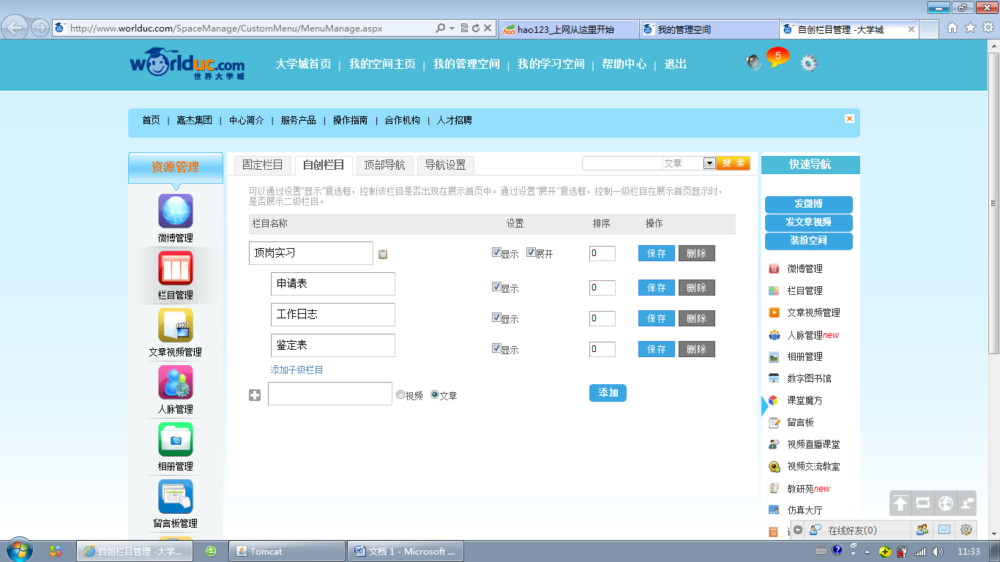 http://www.worlduc.com/SpaceManage/CustomMenu/MenuManage.aspx
hao123_上网从这里开始
我的管理空间
自创栏目管理 -大学城
worlduc.com
世界大学城
大学城首页 | 我的空间主页 | 我的管理空间 | 我的学习空间 | 帮助中心 | 退出
5
首页 | 嘉杰集团 | 中心简介 | 服务产品 | 操作指南 | 合作机构 | 人才招聘
资源管理
微博管理
栏目管理
文章视频管理
人脉管理
相册管理
留言板管理
固定栏目 自创栏目 顶部导航 导航设置
文章 搜 索
可以通过设置"显示"复选框，控制该栏目是否出现在展示首页中。通过设置"展开"复选框，控制一级栏目在展示首页显示时，
是否展示二级栏目。
栏目名称 设置 排序 操作
顶岗实习 显示 展开 0 保存 删除
申请表 显示 0 保存 删除
工作日志 显示 0 保存 删除
鉴定表 显示 0 保存 删除
添加子级栏目
视频 文章 添加
快速导航
发微博
发文章视频
装扮空间
微博管理
栏目管理
文章视频管理
人脉管理new
相册管理
数字图书馆
课堂魔方
留言板
视频直播课堂
视频交流教室
教研苑new
仿真大厅
在线好友(0)
自创栏目管理 -大学...
Tomcat
文档 1 - Microsoft ...
11:33